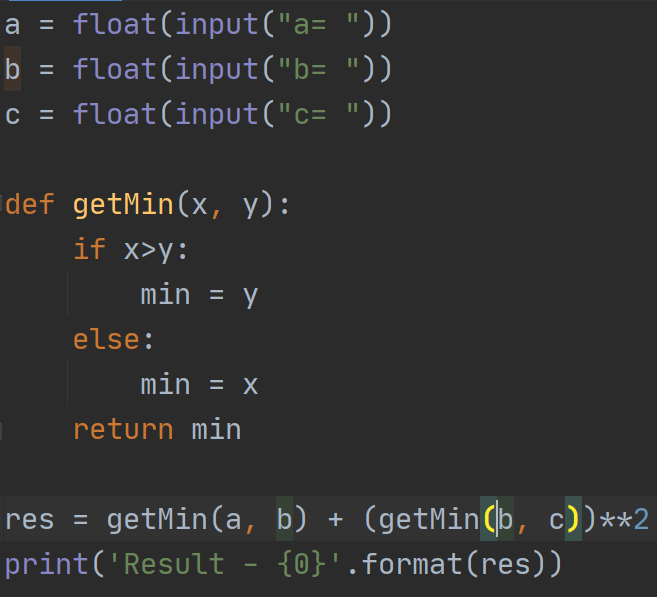 a = float(input("a= "))
b = float(input("b= "))
c = float(input("c= "))
def getMin(x, y):
    if x>y:
        min = y
    else:
        min = x
    return min
res = getMin(a, b) + (getMin(b, c))**2
print('Result - {0}'.format(res))